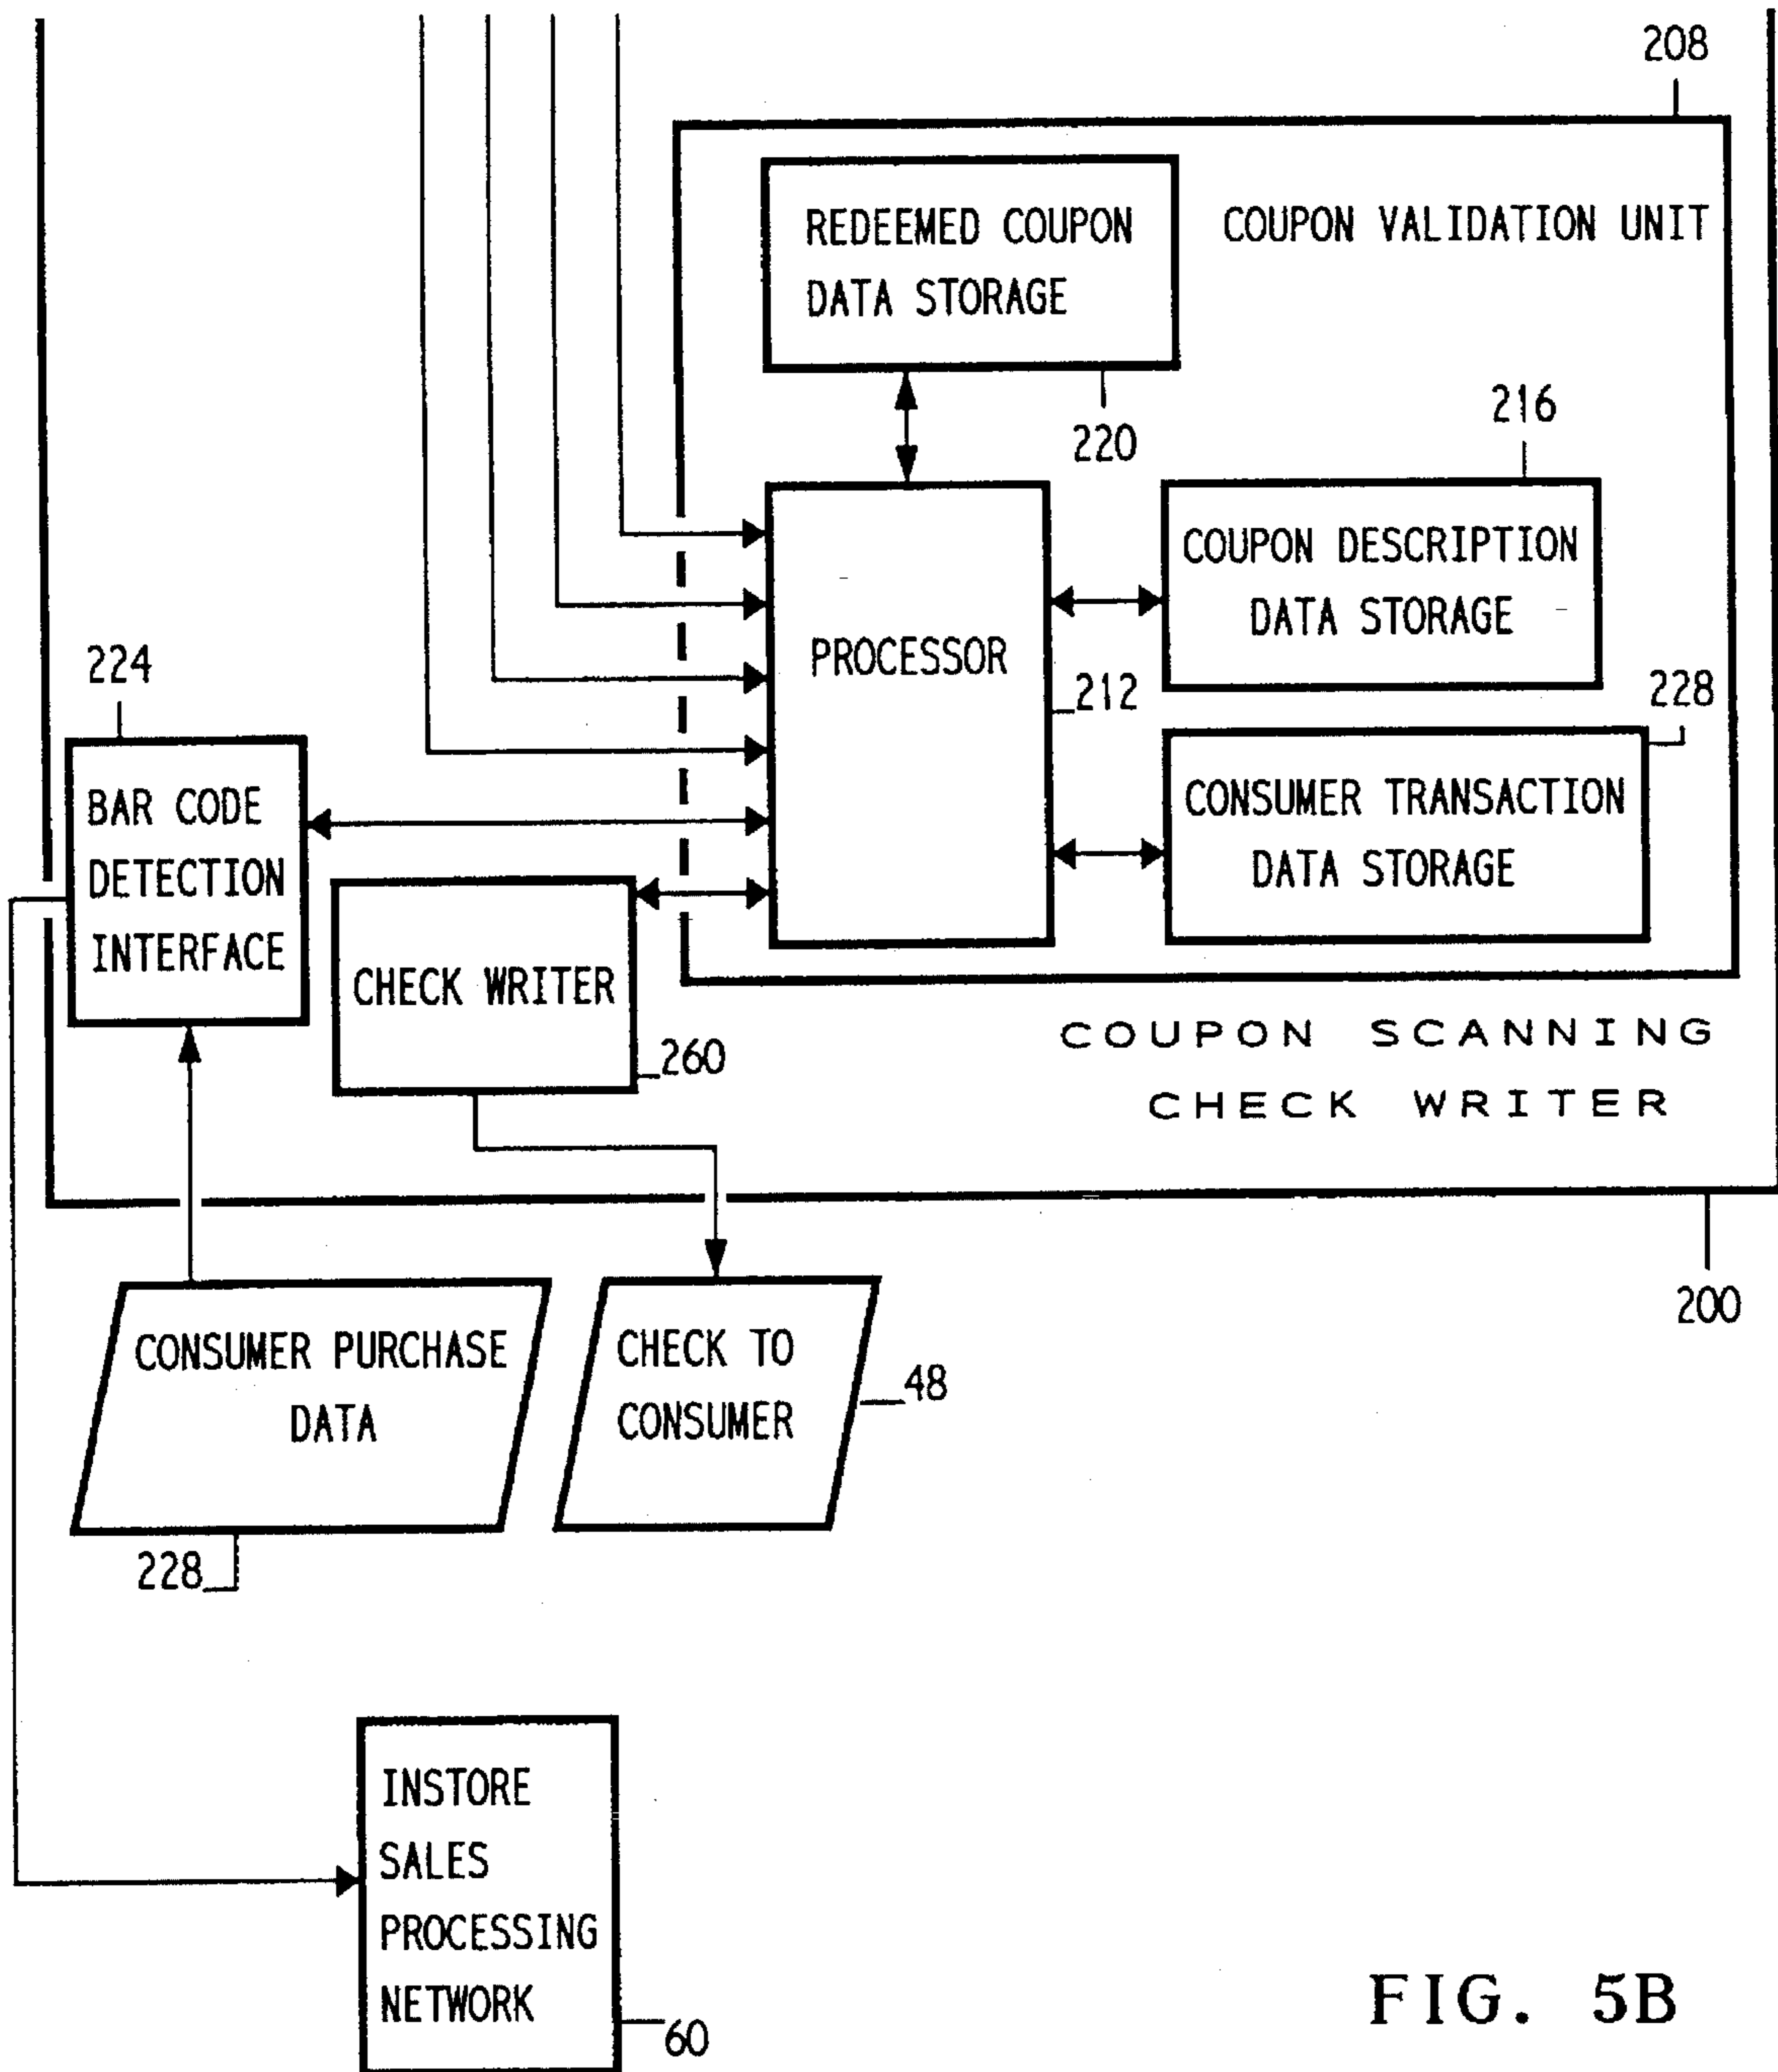 208
REDEEMED COUPON
DATA STORAGE
COUPON VALIDATION UNIT
220
216
COUPON DESCRIPTION
DATA STORAGE
PROCESSOR
212
228
CONSUMER TRANSACTION
DATA STORAGE
224
BAR CODE
DETECTION
INTERFACE
CHECK WRITER
260
COUPON SCANNING
CHECK WRITER
200
CONSUMER PURCHASE
DATA
228
CHECK TO
CONSUMER
48
INSTORE
SALES
PROCESSING
NETWORK
60
FIG. 5B